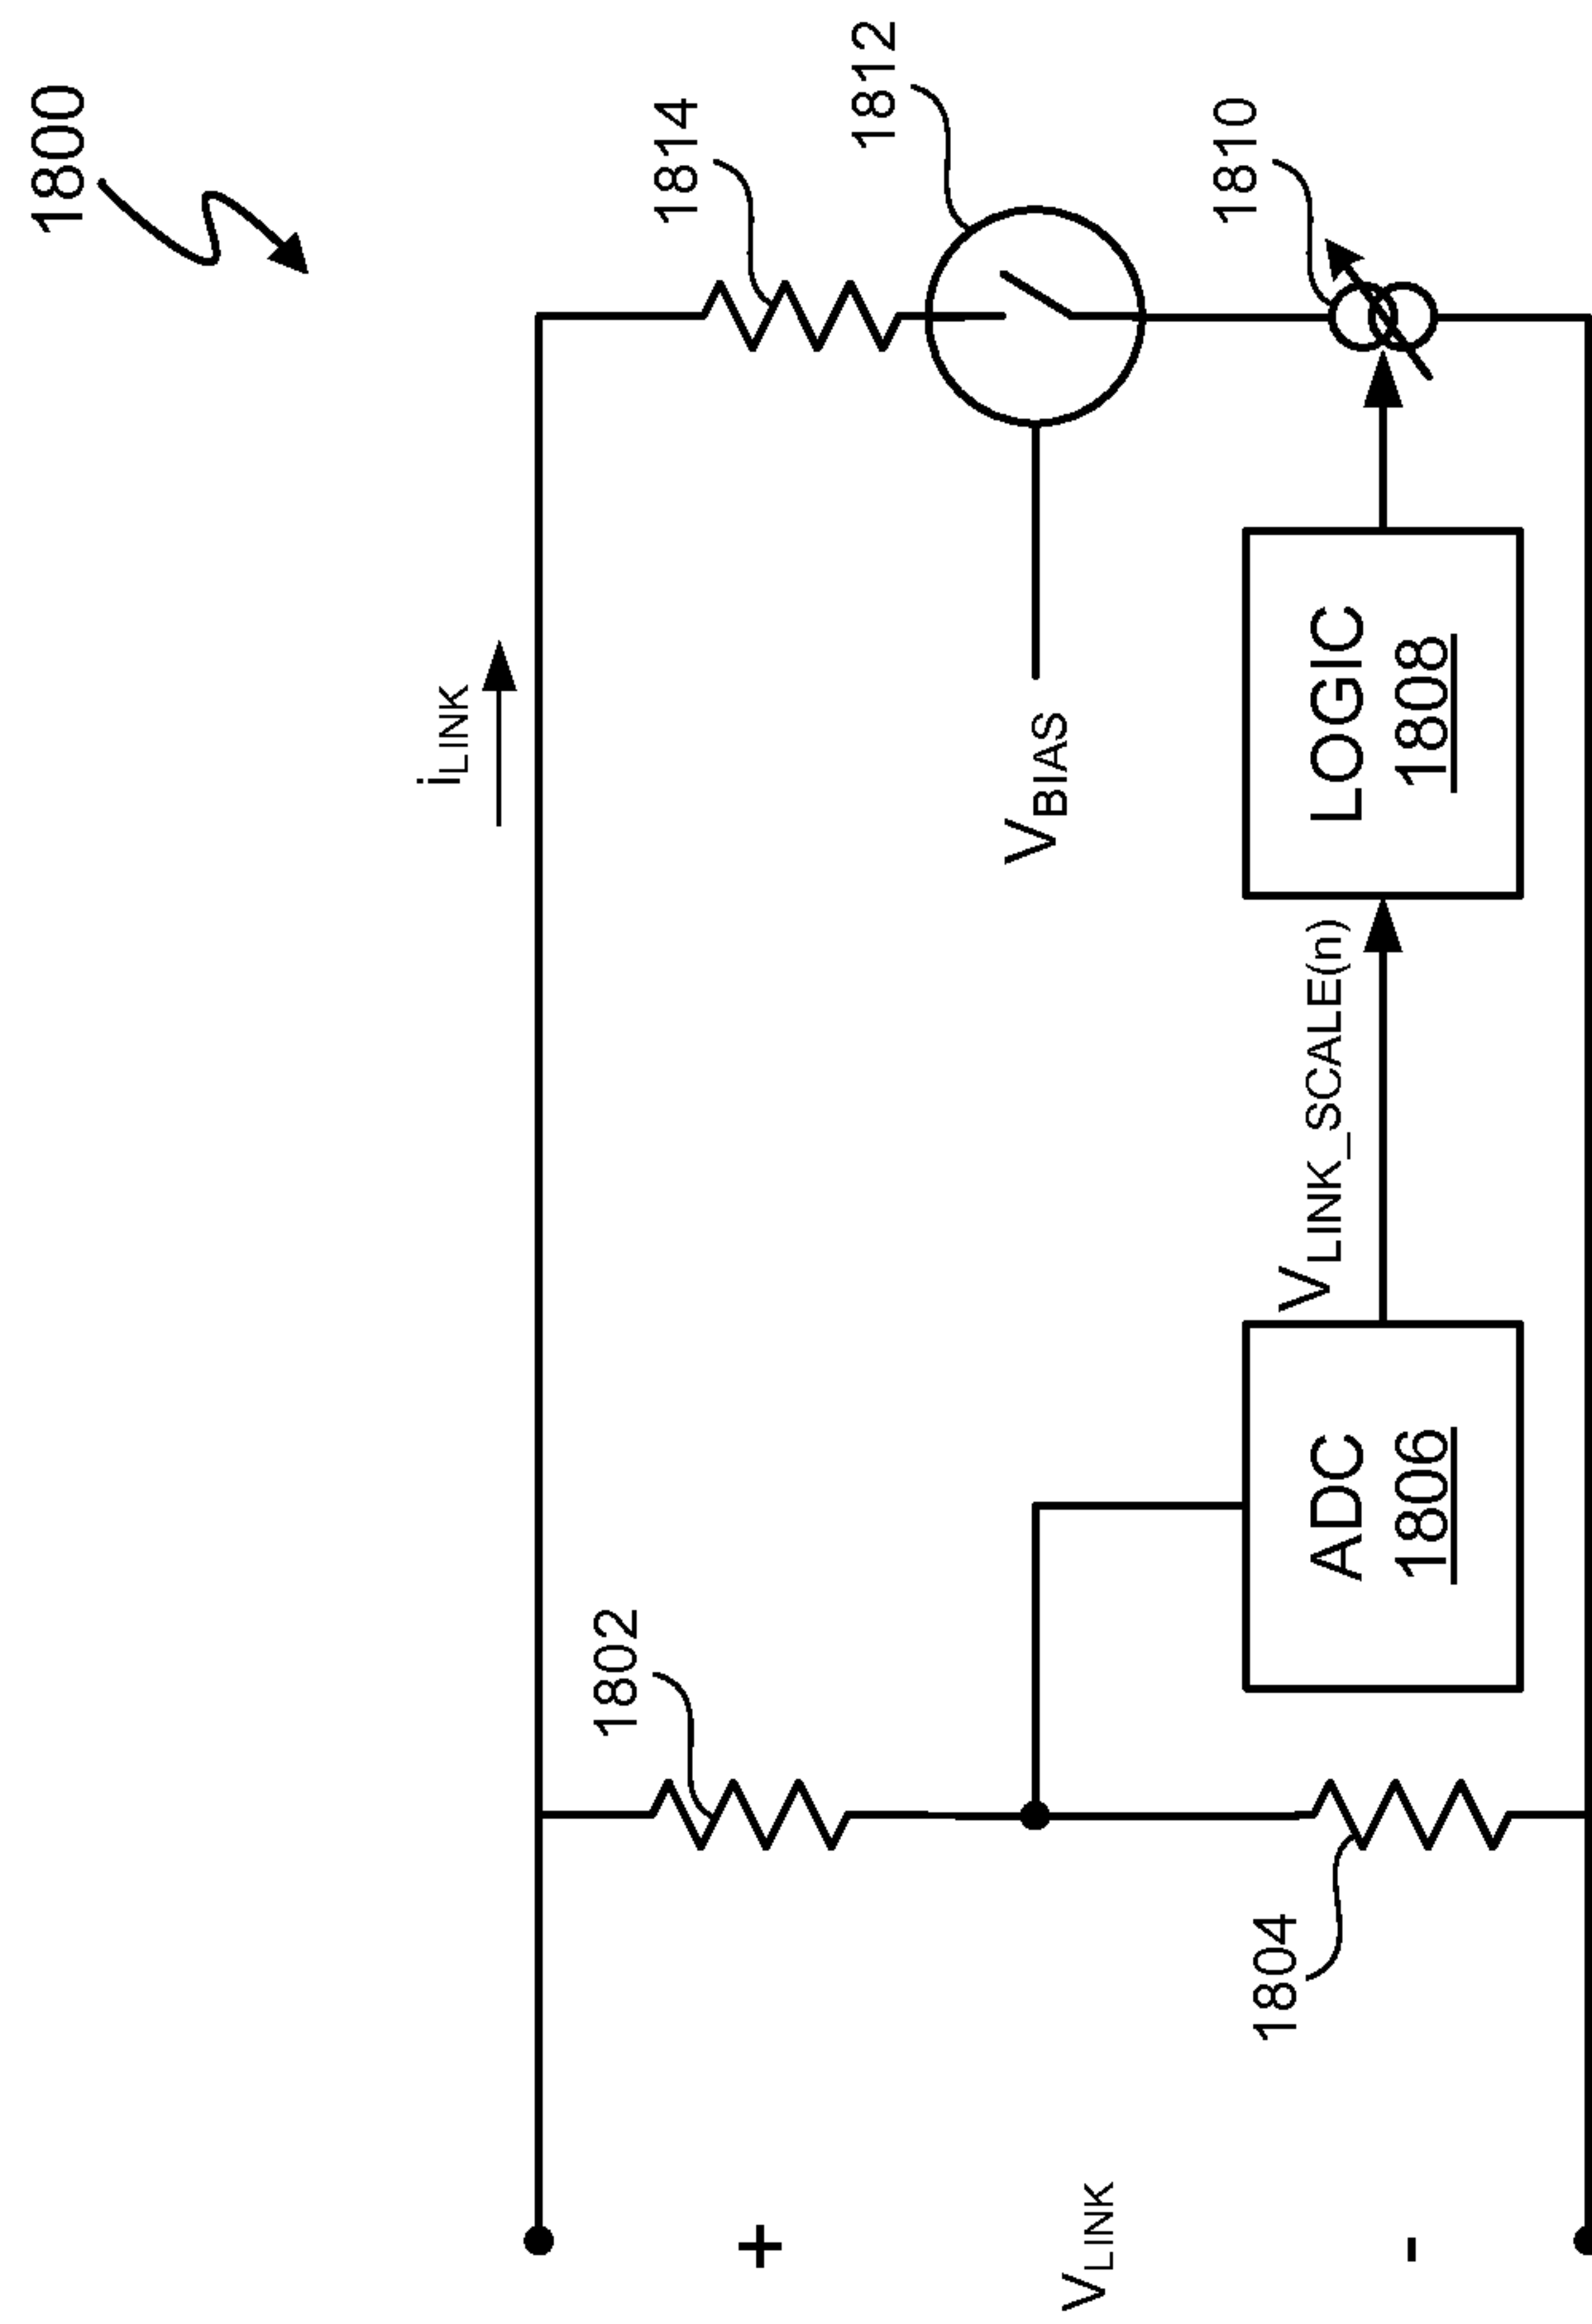 1800
iLINK
1814
1812
1802
VBIAS
1810
1804
VLINK_SCALE(n)
ADC
1806
LOGIC
1808
+
VLINK
-